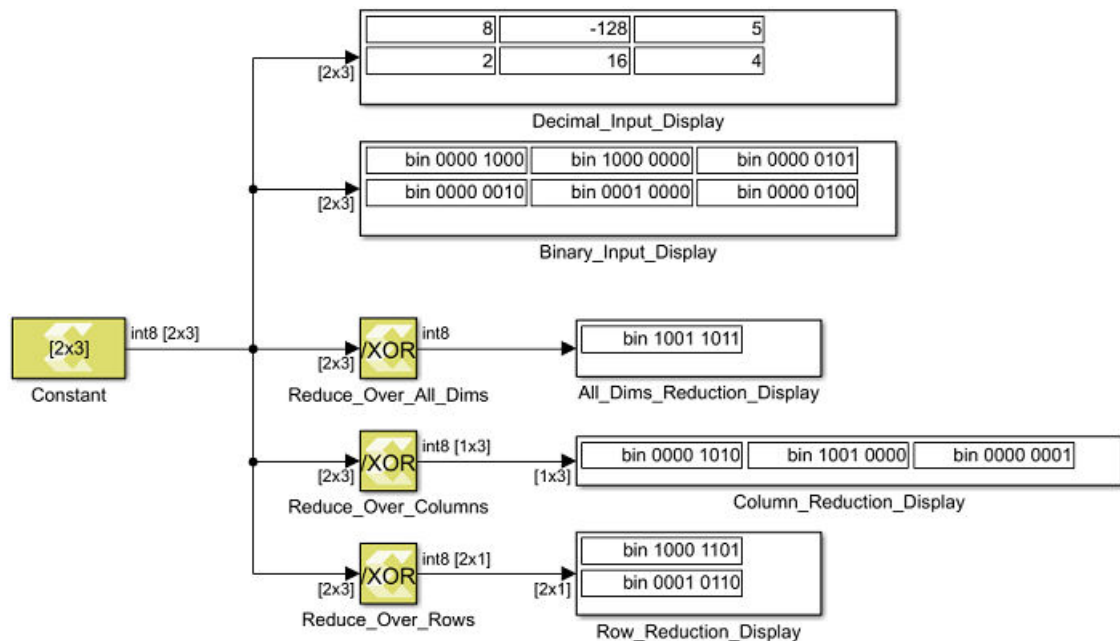 8 -128 5
2 16 4
[2x3]
Decimal_Input_Display
bin 0000 1000 bin 1000 0000 bin 0000 0101
bin 0000 0010 bin 0001 0000 bin 0000 0100
[2x3]
Binary_Input_Display
[2x3]
int8 [2x3]
Constant
[2x3]
/XOR
int8
Reduce_Over_All_Dims
bin 1001 1011
All_Dims_Reduction_Display
[2x3]
/XOR
int8 [1x3]
Reduce_Over_Columns
[1x3]
bin 0000 1010 bin 1001 0000 bin 0000 0001
Column_Reduction_Display
[2x3]
/XOR
int8 [2x1]
Reduce_Over_Rows
[2x1]
bin 1000 1101
bin 0001 0110
Row_Reduction_Display